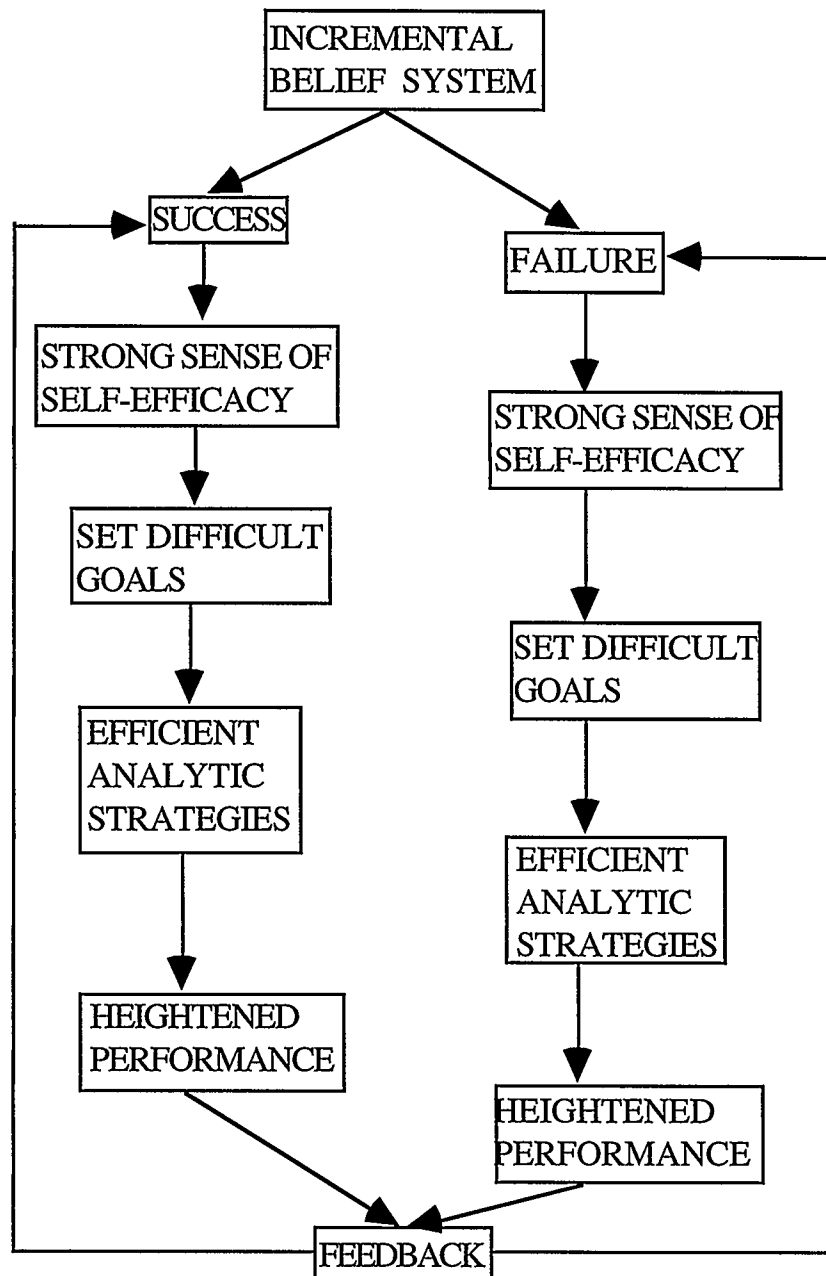 INCREMENTAL
BELIEF SYSTEM
SUCCESS
FAILURE
STRONG SENSE OF
SELF-EFFICACY
STRONG SENSE OF
SELF-EFFICACY
SET DIFFICULT
GOALS
SET DIFFICULT
GOALS
EFFICIENT
ANALYTIC
STRATEGIES
EFFICIENT
ANALYTIC
STRATEGIES
HEIGHTENED
PERFORMANCE
HEIGHTENED
PERFORMANCE
FEEDBACK